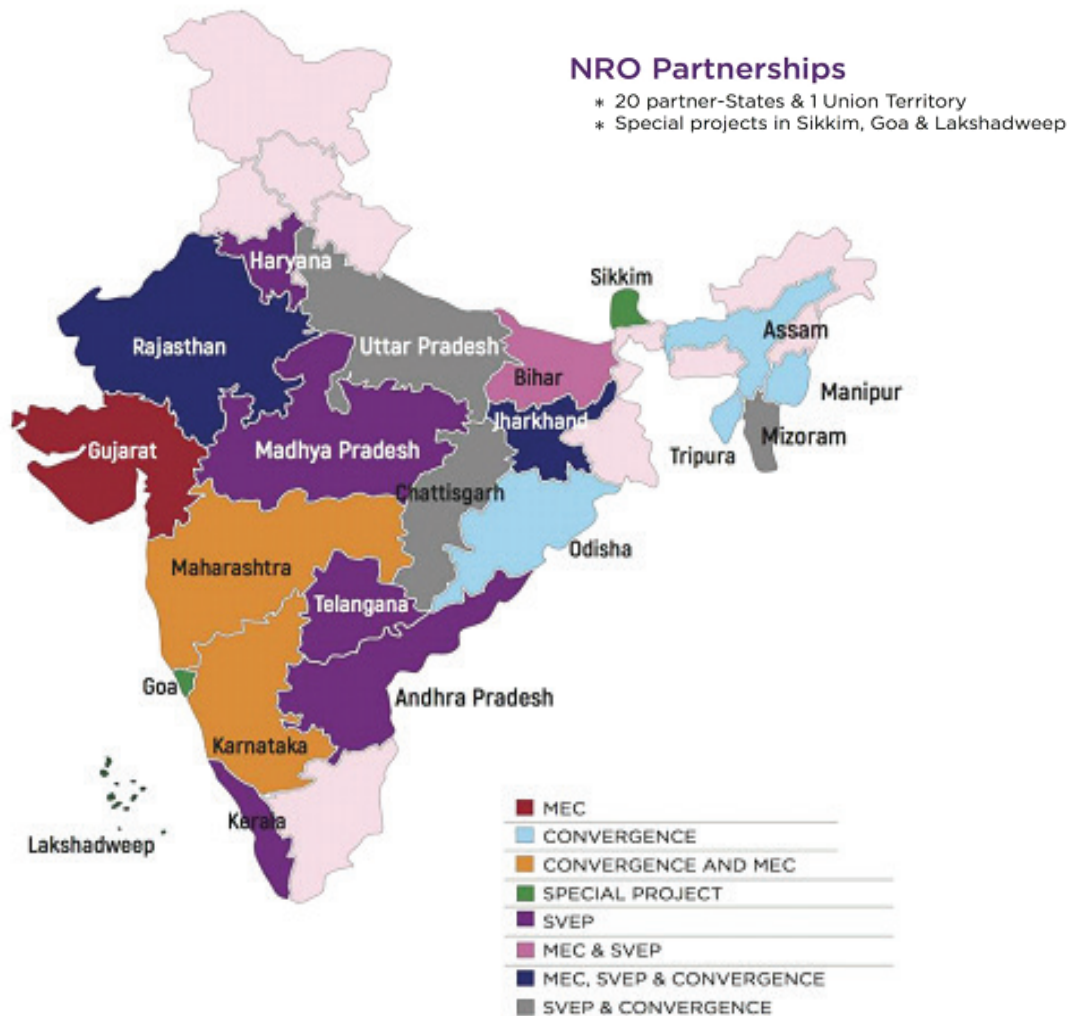 NRO Partnerships
* 20 partner-States & 1 Union Territory
* Special projects in Sikkim, Goa & Lakshadweep
Haryana
Sikkim
Rajasthan
Uttar Pradesh
Assam
Bihar
Manipur
Jharkhand
Gujarat
Madhya Pradesh
Tripura
Mizoram
Chattisgarh
Odisha
Maharashtra
Telangana
Goa
Andhra Pradesh
Karnataka
Kerala
Lakshadweep
MEC
CONVERGENCE
CONVERGENCE AND MEC
SPECIAL PROJECT
SVEP
MEC & SVEP
MEC, SVEP & CONVERGENCE
SVEP & CONVERGENCE